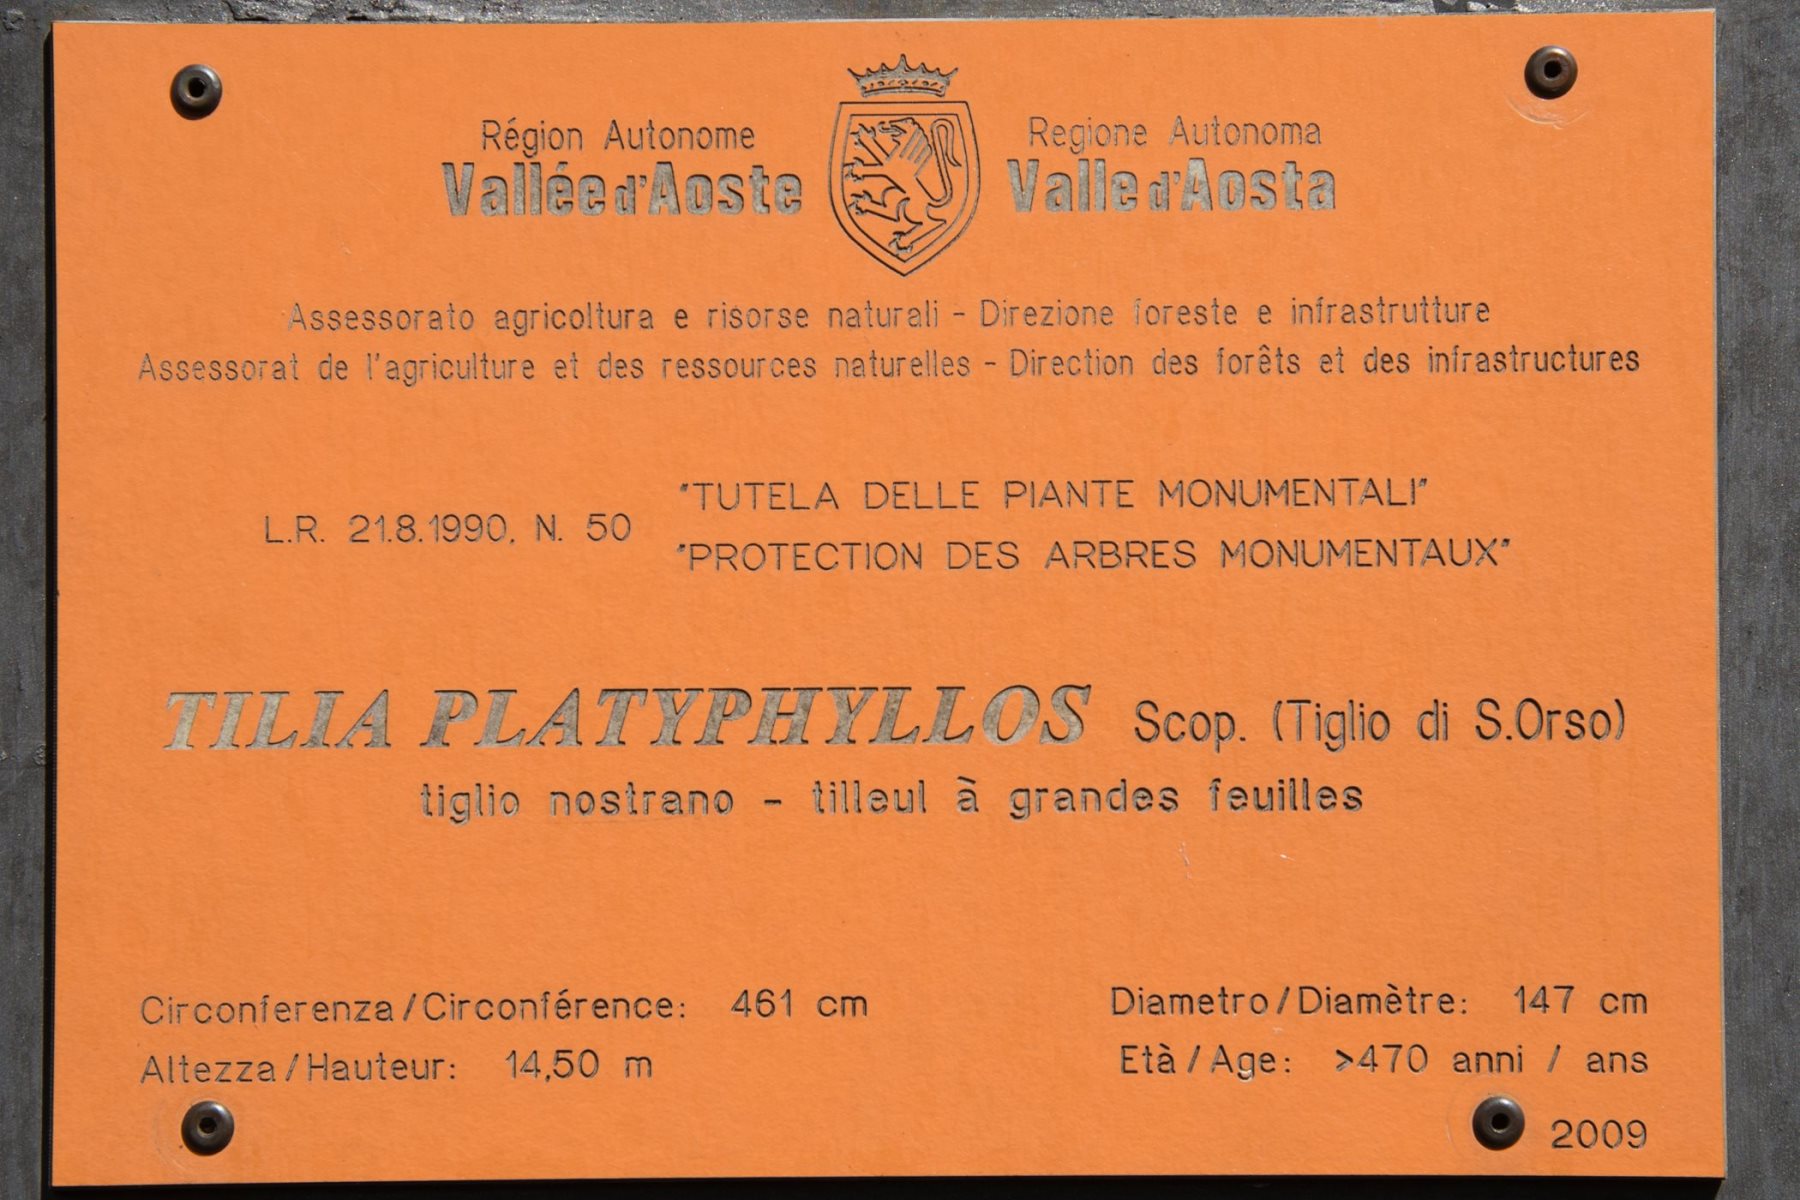 Région Autonome
Vallée d'Aoste
Regione Autonoma
Valle d'Aosta
Assessorato agricoltura e risorse naturali - Direzione foreste e infrastrutture
Assessorat de l'agriculture et des ressources naturelles - Direction des forêts et des infrastructures
L.R. 21.8.1990, N. 50
"TUTELA DELLE PIANTE MONUMENTALI"
"PROTECTION DES ARBRES MONUMENTAUX"
TILIA PLATYPHYLLOS Scop. (Tiglio di S.Orso)
tiglio nostrano - tilleul à grandes feuilles
Circonferenza/Circonférence: 461 cm
Diametro/Diamètre: 147 cm
Altezza/Hauteur: 14,50 m
Età/Age: >470 anni / ans
2009